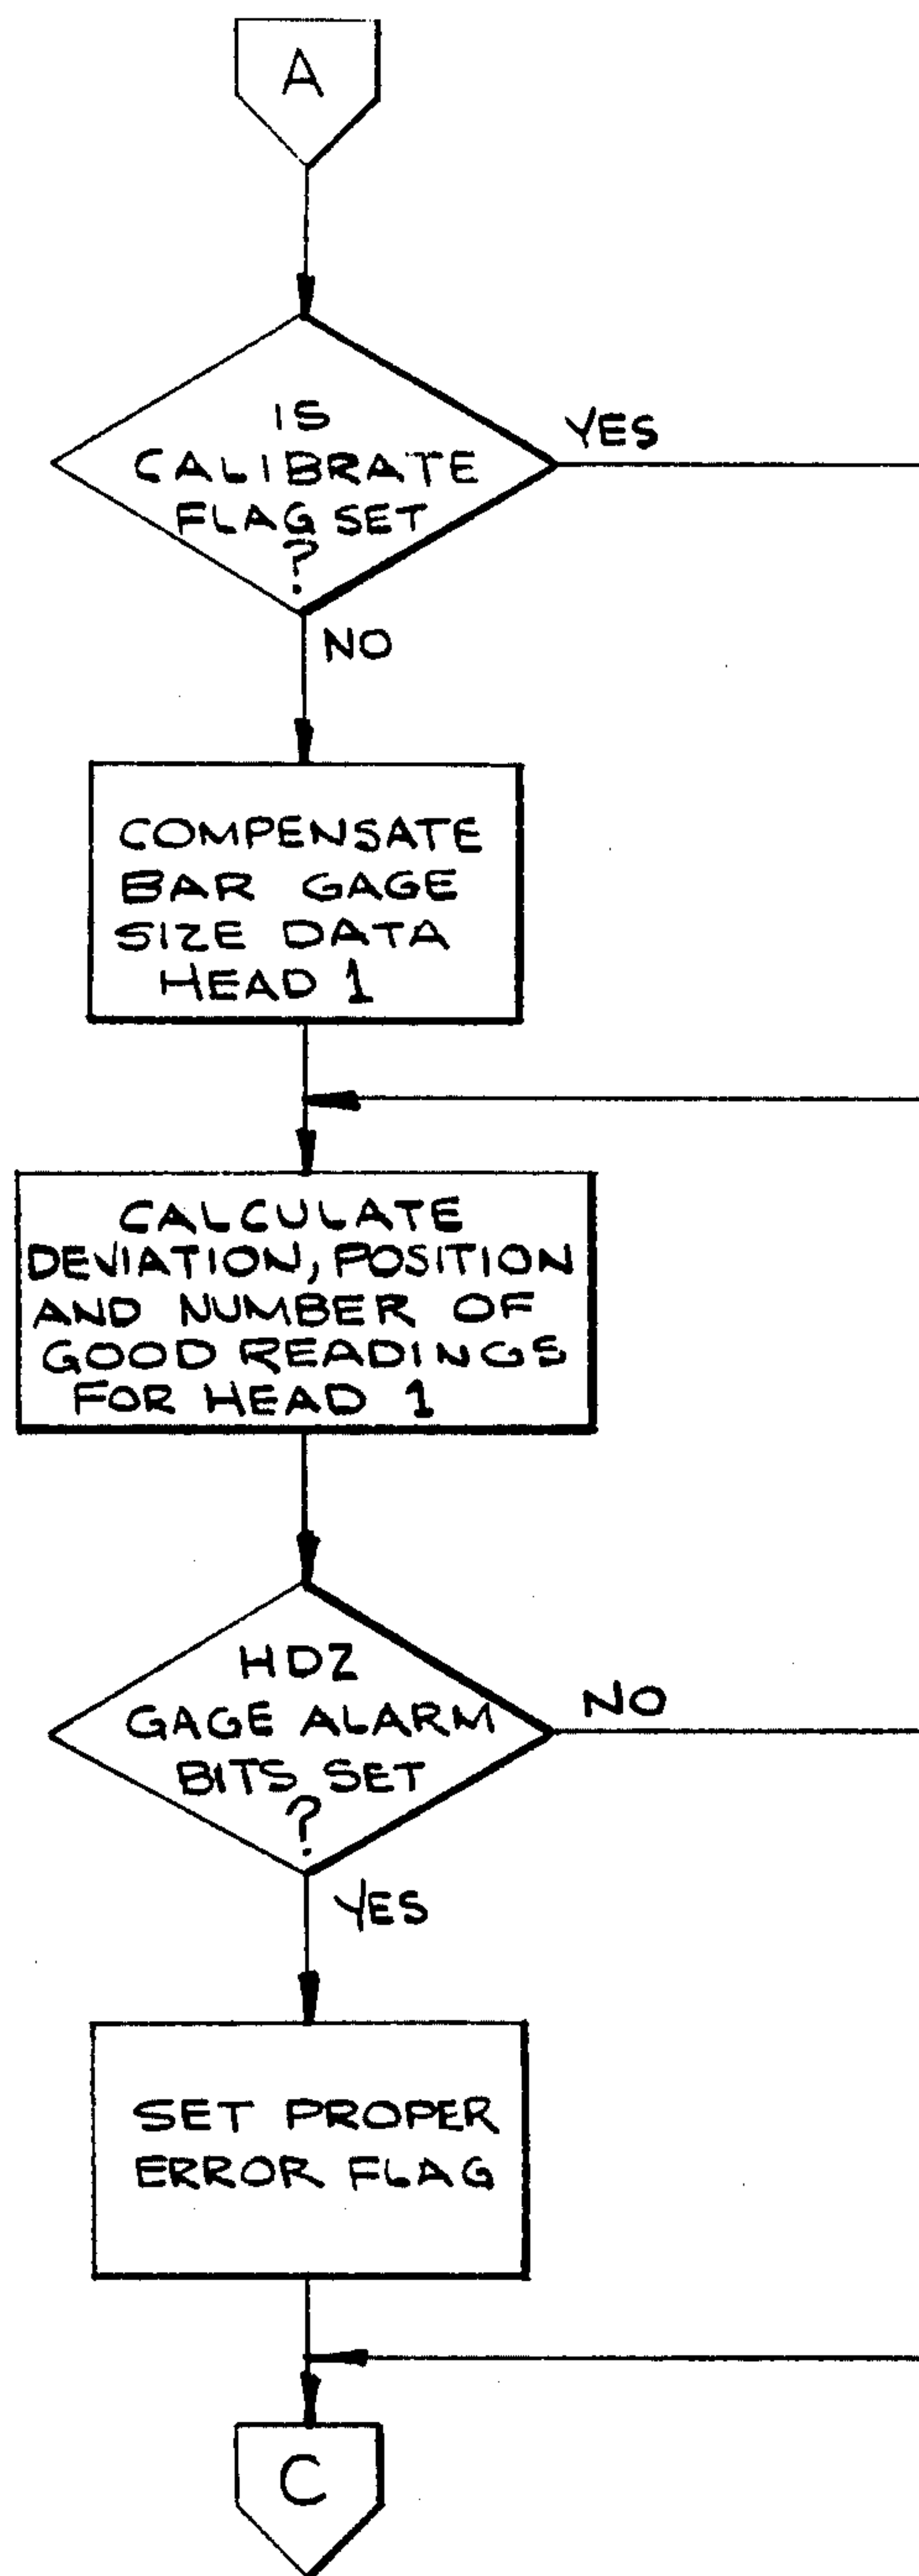 A
IS
CALIBRATE
FLAG SET
?
YES
NO
COMPENSATE
BAR GAGE
SIZE DATA
HEAD 1
CALCULATE
DEVIATION, POSITION
AND NUMBER OF
GOOD READINGS
FOR HEAD 1
HD2
GAGE ALARM
BITS SET
?
NO
YES
SET PROPER
ERROR FLAG
C